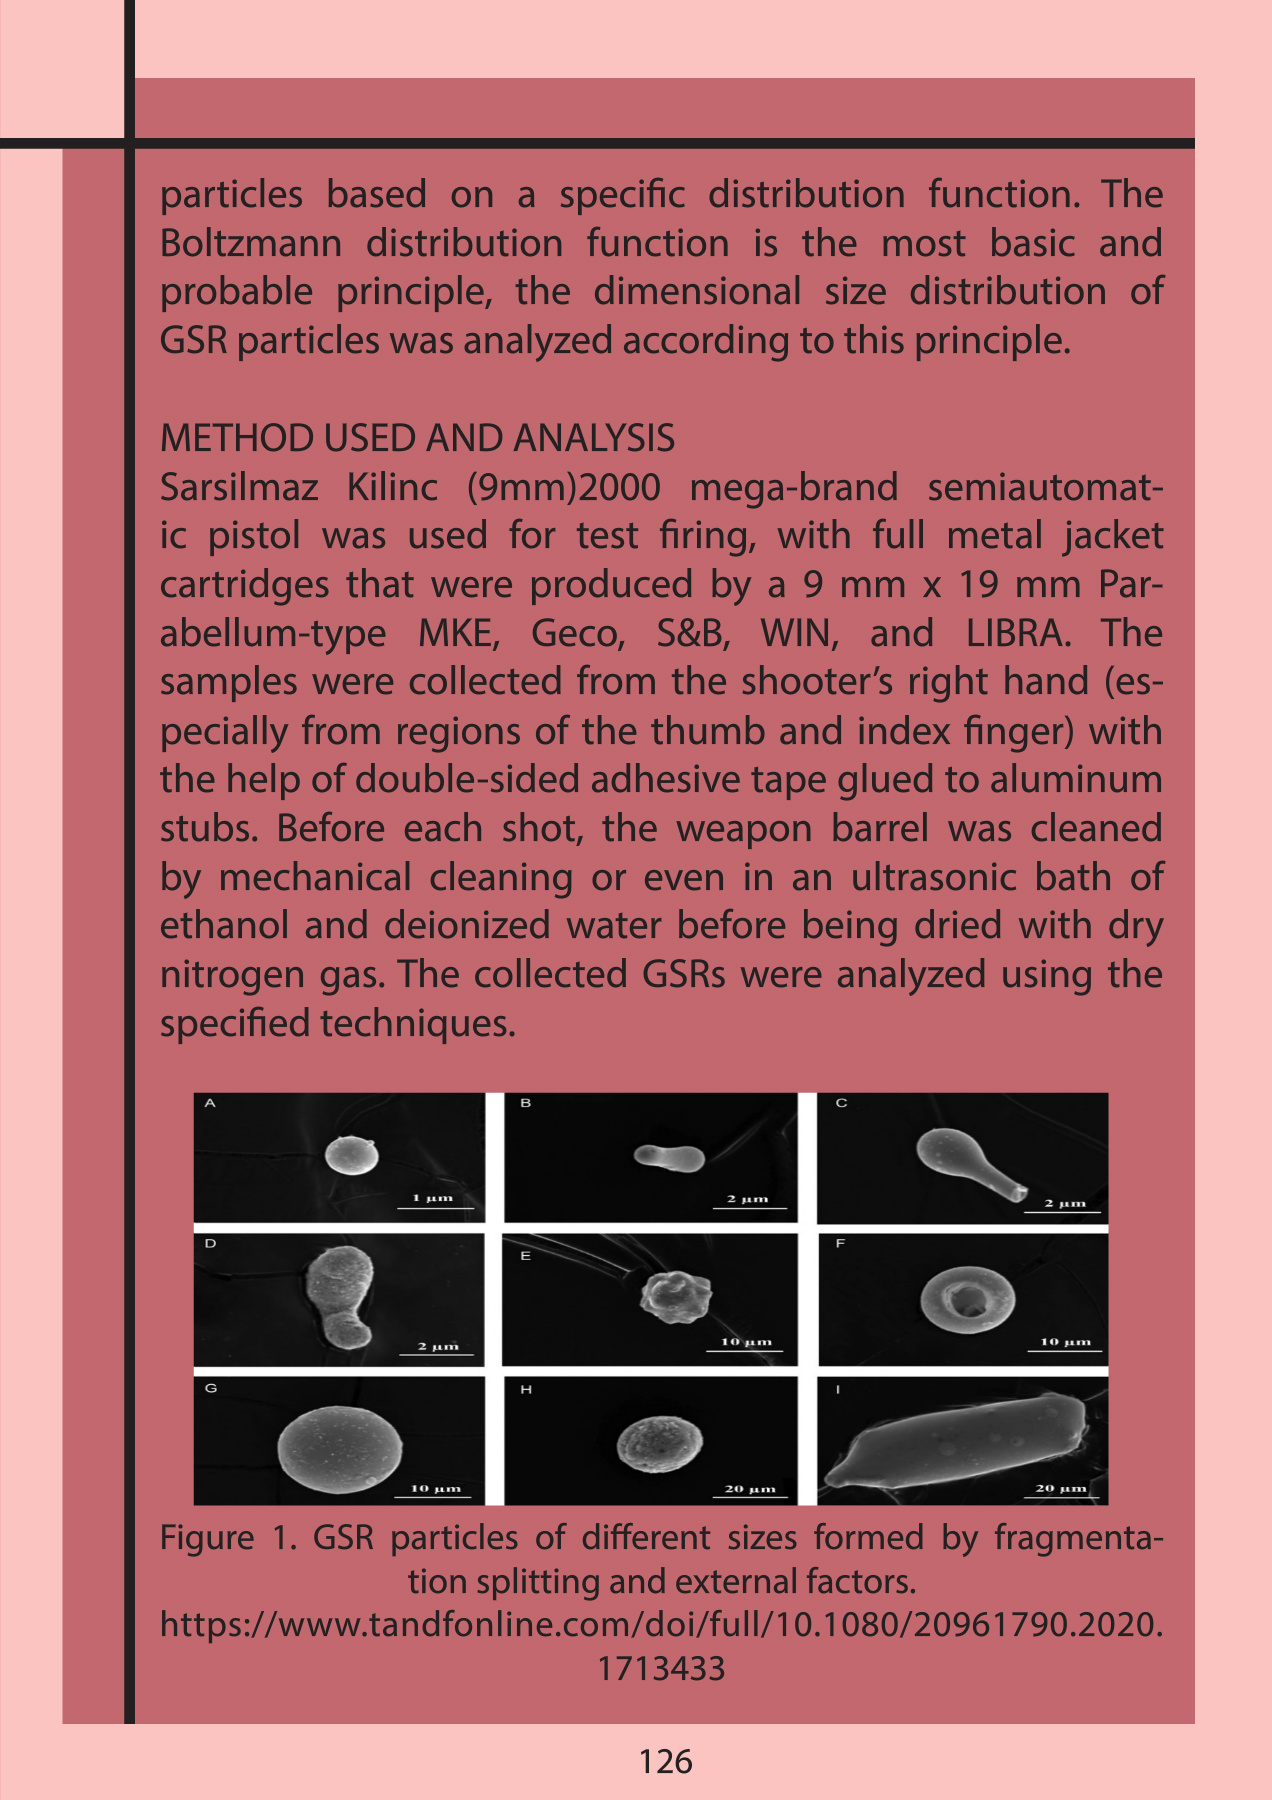 particles based on a specific distribution function. The
Boltzmann distribution function is the most basic and
probable principle, the dimensional size distribution of
GSR particles was analyzed according to this principle.
METHOD USED AND ANALYSIS
Sarsilmaz Kilinc (9mm)2000 mega-brand semiautomat-
ic pistol was used for test firing, with full metal jacket
cartridges that were produced by a 9 mm x 19 mm Par-
abellum-type MKE, Geco, S&B, WIN, and LIBRA. The
samples were collected from the shooter’s right hand (es-
pecially from regions of the thumb and index finger) with
the help of double-sided adhesive tape glued to aluminum
stubs. Before each shot, the weapon barrel was cleaned
by mechanical cleaning or even in an ultrasonic bath of
ethanol and deionized water before being dried with dry
nitrogen gas. The collected GSRs were analyzed using the
specified techniques.
A
1 µm
B
2 µm
C
2 µm
D
2 µm
E
10 µm
F
10 µm
G
10 µm
H
20 µm
I
20 µm
Figure 1. GSR particles of different sizes formed by fragmenta-
tion splitting and external factors.
https://www.tandfonline.com/doi/full/10.1080/20961790.2020.
1713433
126